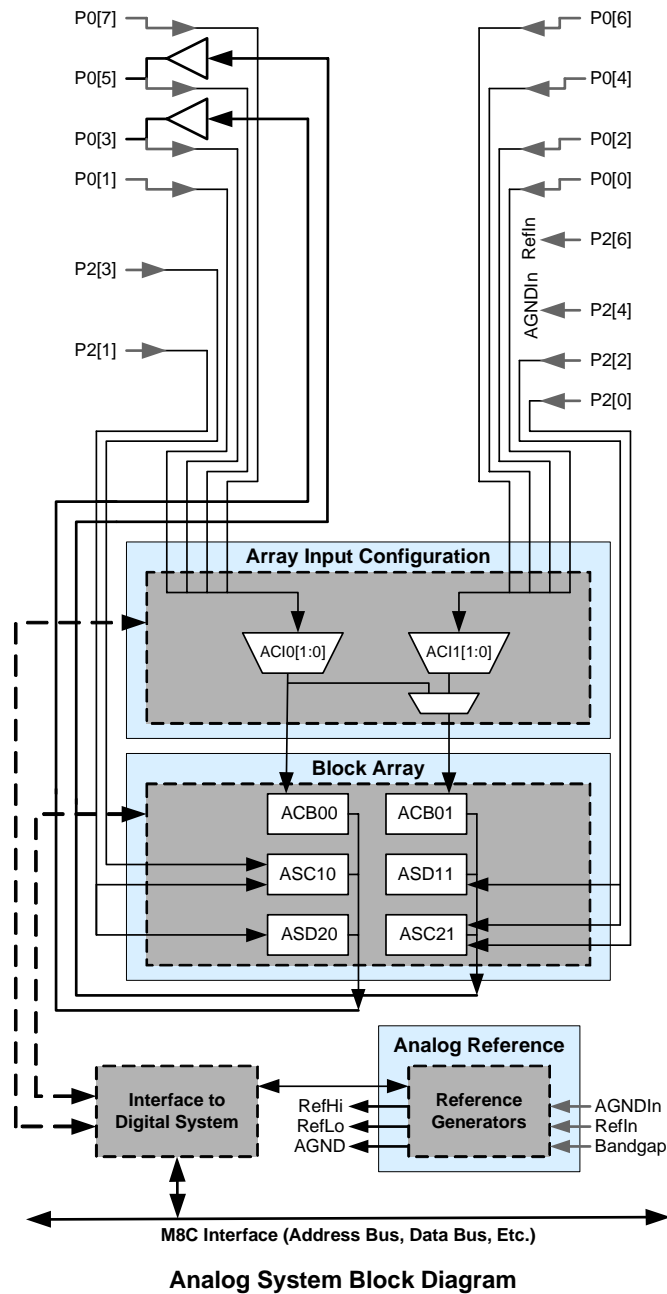 P0[7]
P0[6]
P0[5]
P0[4]
P0[3]
P0[2]
P0[1]
P0[0]
P2[6]
RefIn
P2[3]
P2[4]
AGNDIn
P2[1]
P2[2]
P2[0]
Array Input Configuration
ACI0[1:0]
ACI1[1:0]
Block Array
ACB00
ACB01
ASC10
ASD11
ASD20
ASC21
Analog Reference
Interface to
Digital System
RefHi
RefLo
AGND
Reference
Generators
AGNDIn
RefIn
Bandgap
M8C Interface (Address Bus, Data Bus, Etc.)
Analog System Block Diagram